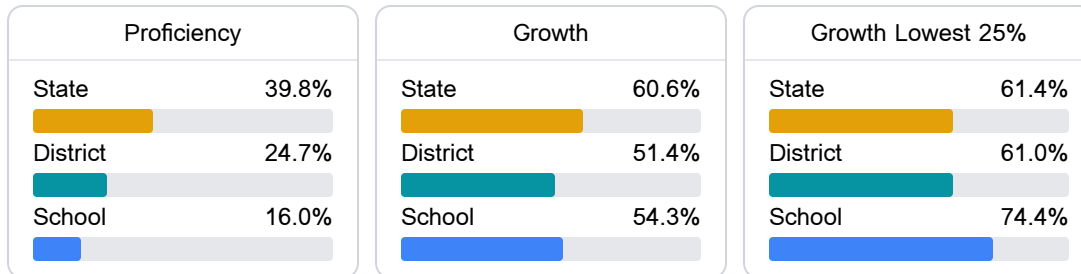 Proficiency
State 39.8%
District 24.7%
School 16.0%
Growth
State 60.6%
District 51.4%
School 54.3%
Growth Lowest 25%
State 61.4%
District 61.0%
School 74.4%